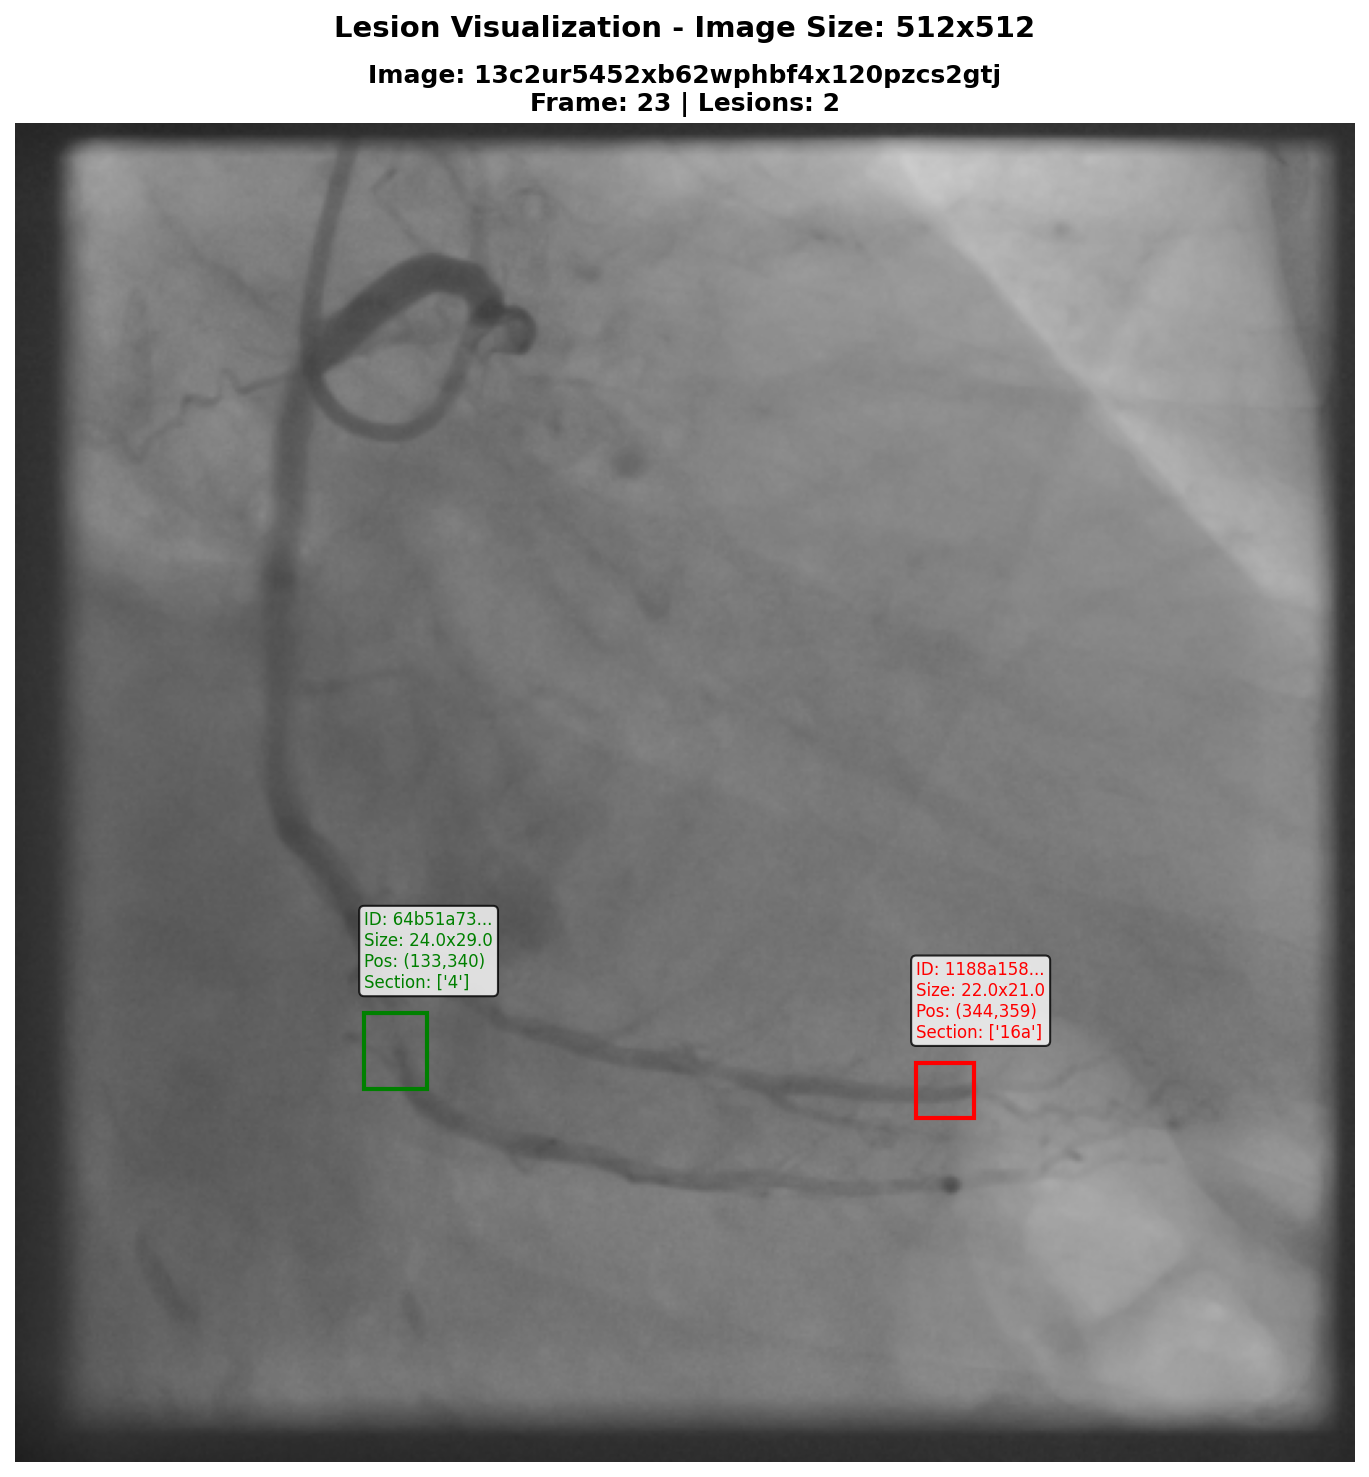 Lesion Visualization - Image Size: 512x512
Image: 13c2ur5452xb62wphbf4x120pzcs2gtj
Frame: 23 | Lesions: 2
ID: 64b51a73...
Size: 24.0x29.0
Pos: (133,340)
Section: ['4']
ID: 1188a158...
Size: 22.0x21.0
Pos: (344,359)
Section: ['16a']